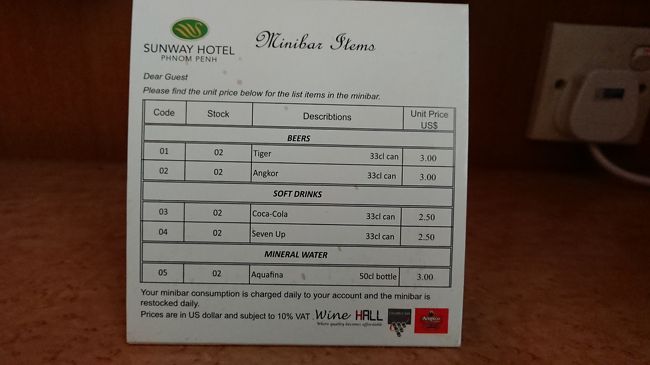 SUNWAY HOTEL
PHNOM PENH
Minibar Items
Dear Guest
Please find the unit price below for the list items in the minibar.
Code Stock Describtions Unit Price US$
BEERS
01 02 Tiger 33cl can 3.00
02 02 Angkor 33cl can 3.00
SOFT DRINKS
03 02 Coca-Cola 33cl can 2.50
04 02 Seven Up 33cl can 2.50
MINERAL WATER
05 02 Aquafina 50cl bottle 3.00
Your minibar consumption is charged daily to your account and the minibar is
restocked daily.
Prices are in US dollar and subject to 10% VAT
Wine HALL
Where quality becomes affordable